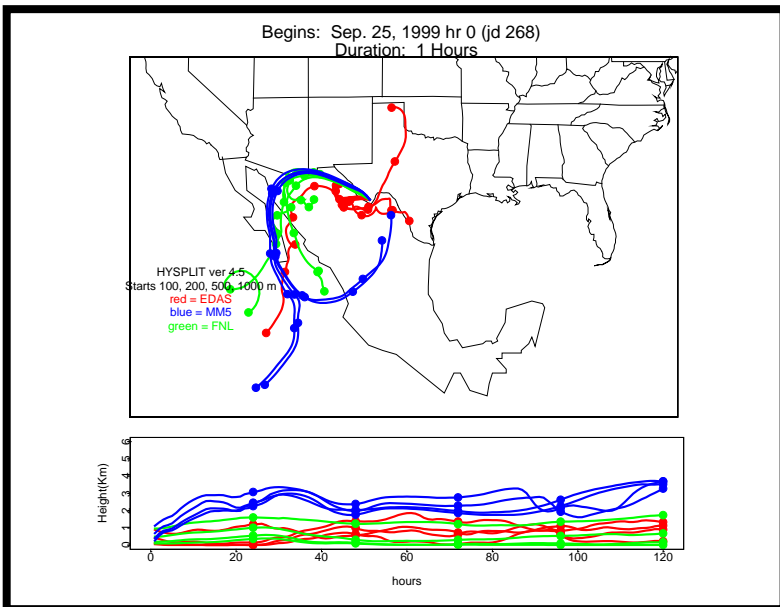 Begins: Sep. 25, 1999 hr 0 (jd 268)
Duration: 1 Hours
HYSPLIT ver 4.5
Starts 100, 200, 500, 1000 m
red = EDAS
blue = MM5
green = FNL
Height(Km)
6
5
4
3
2
1
0
0 20 40 60 80 100 120
hours